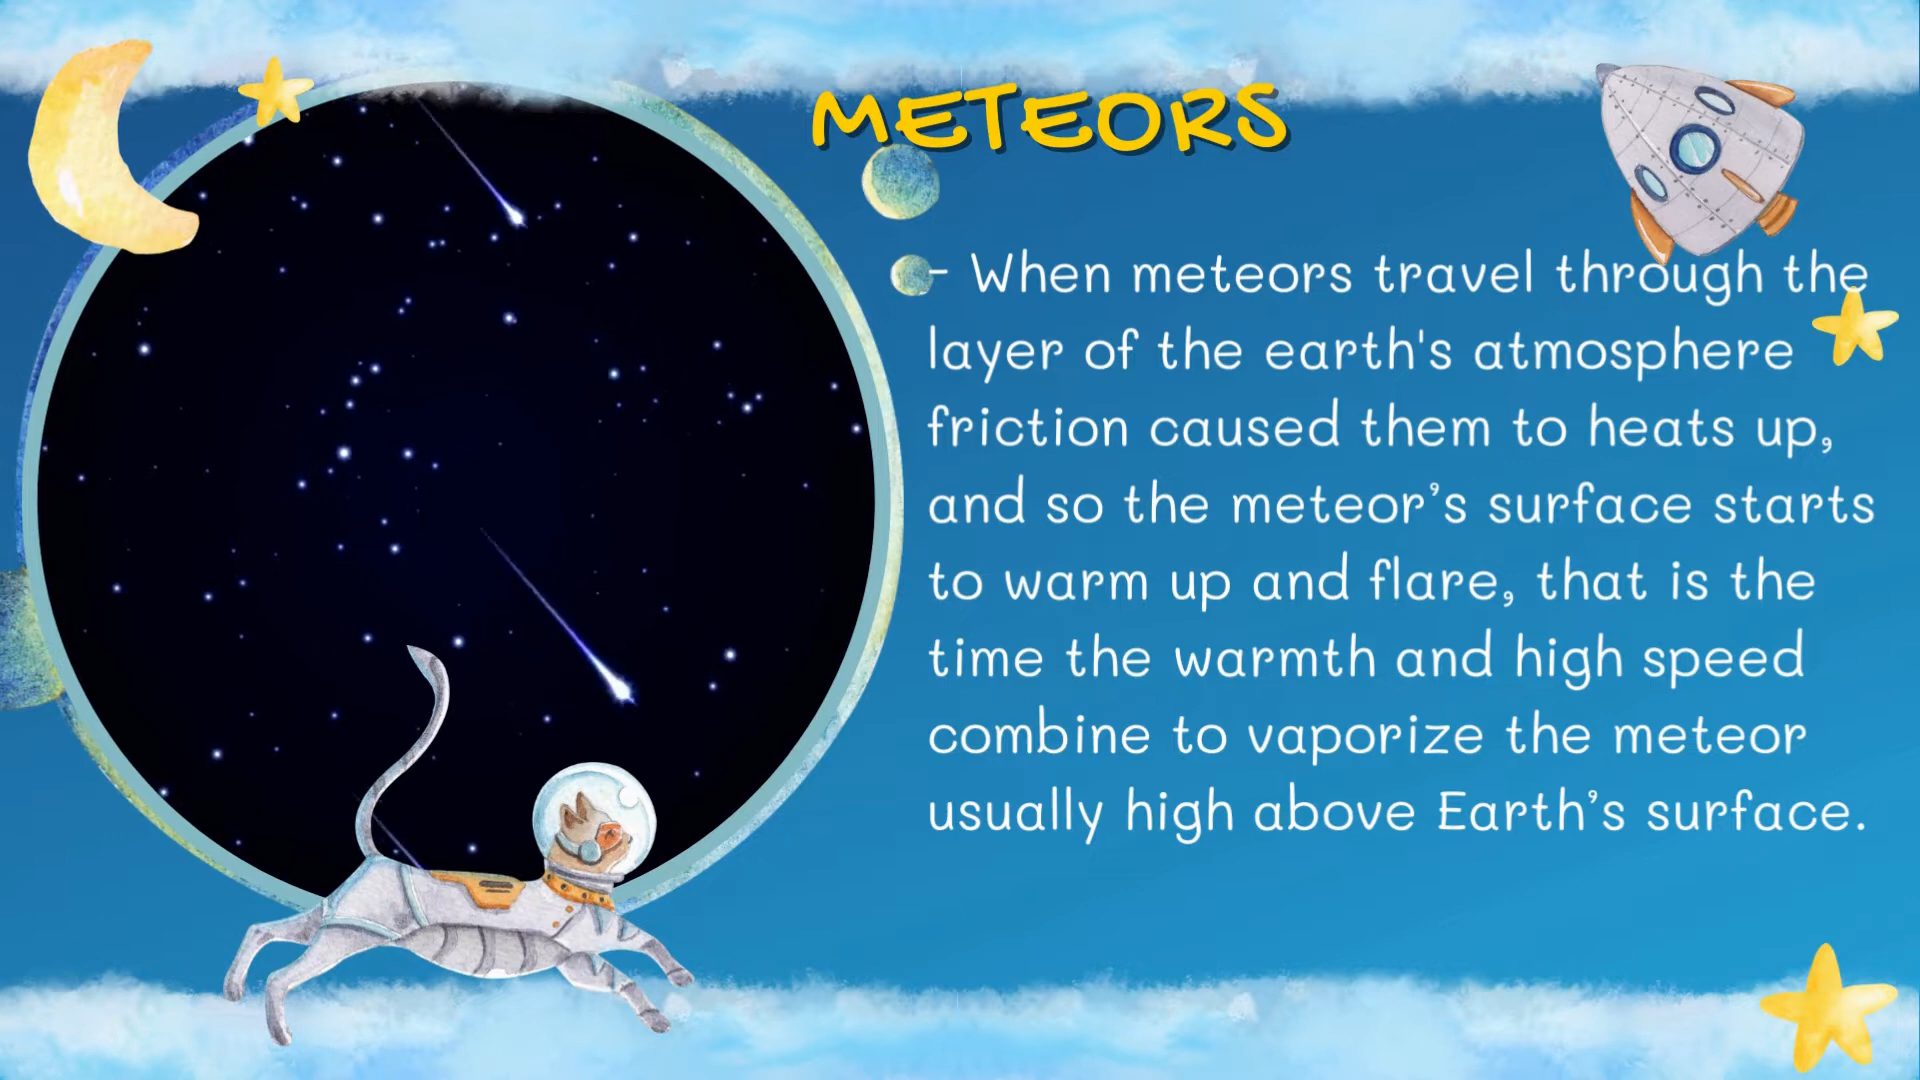 METEORS
- When meteors travel through the
layer of the earth's atmosphere
friction caused them to heats up,
and so the meteor’s surface starts
to warm up and flare, that is the
time the warmth and high speed
combine to vaporize the meteor
usually high above Earth’s surface.